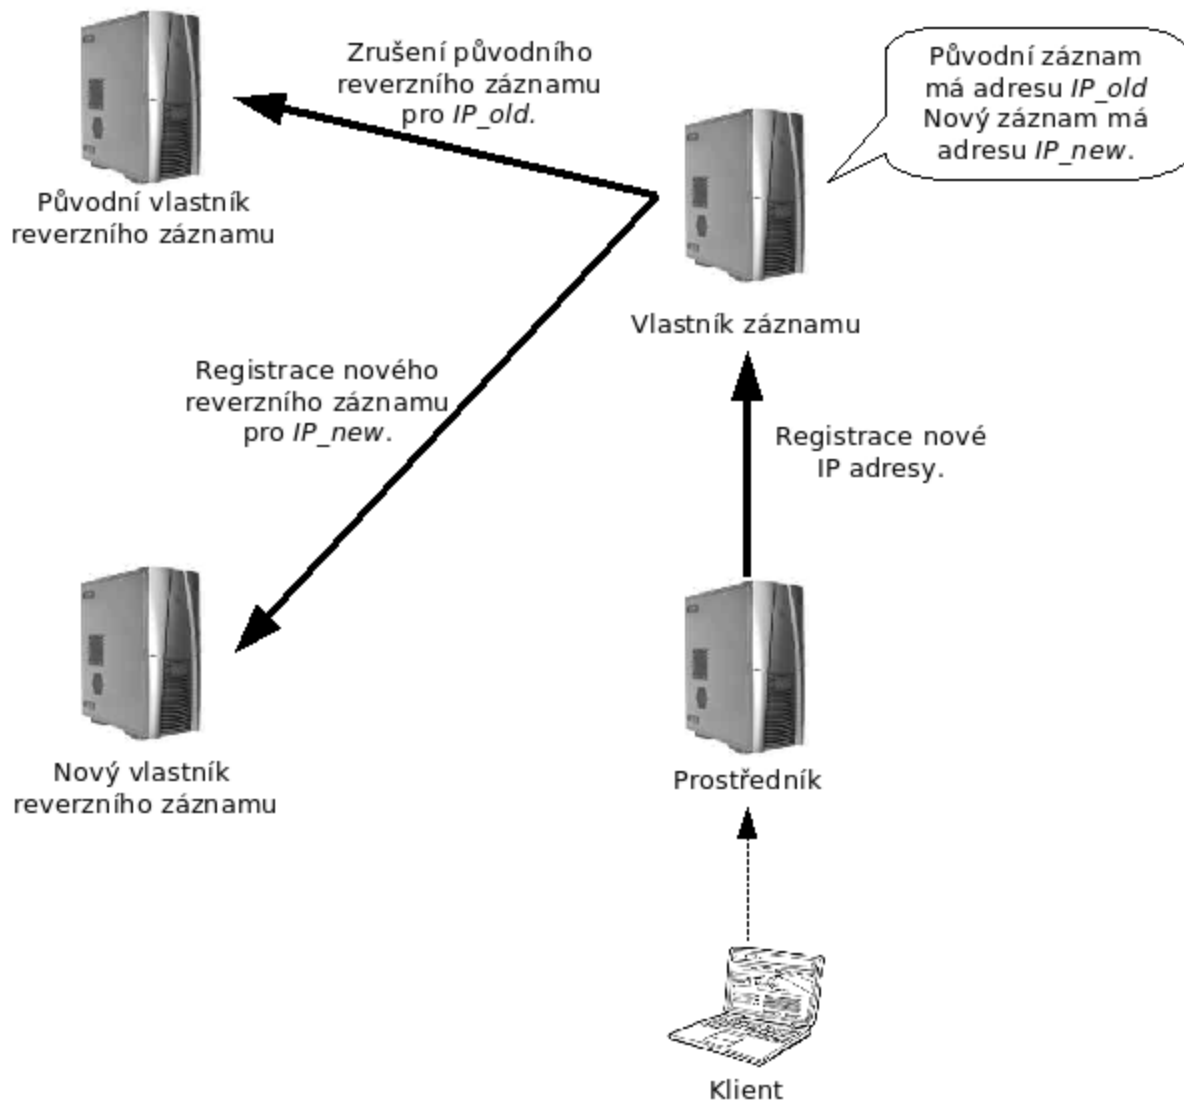 Zrušení původního
reverzního záznamu
pro IP_old.
Původní záznam
má adresu IP_old
Nový záznam má
adresu IP_new.
Původní vlastník
reverzního záznamu
Vlastník záznamu
Registrace nového
reverzního záznamu
pro IP_new.
Registrace nové
IP adresy.
Nový vlastník
reverzního záznamu
Prostředník
Klient